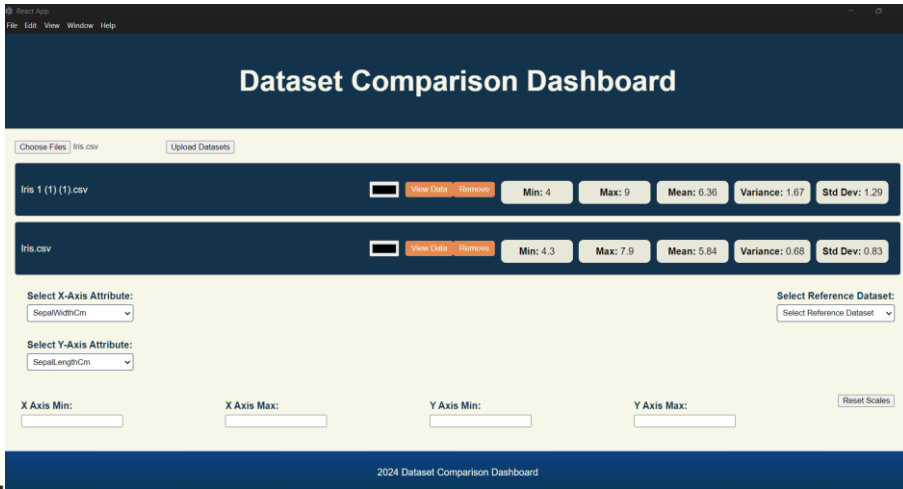 React App
File Edit View Window Help
Dataset Comparison Dashboard
Choose Files Iris.csv Upload Datasets
Iris 1 (1) (1).csv View Data Remove Min: 4 Max: 9 Mean: 6.36 Variance: 1.67 Std Dev: 1.29
Iris.csv View Data Remove Min: 4.3 Max: 7.9 Mean: 5.84 Variance: 0.68 Std Dev: 0.83
Select X-Axis Attribute: Select Reference Dataset:
SepalWidthCm Select Reference Dataset
Select Y-Axis Attribute:
SepalLengthCm
X Axis Min: X Axis Max: Y Axis Min: Y Axis Max: Reset Scales
2024 Dataset Comparison Dashboard